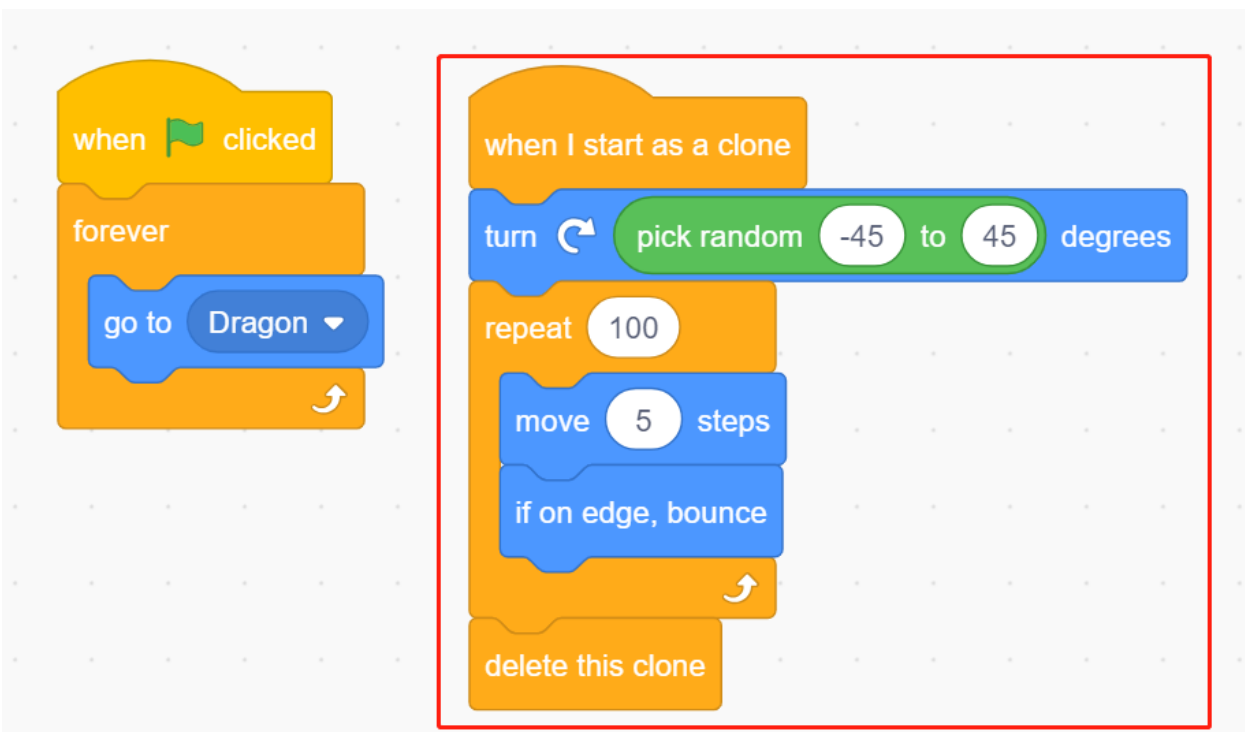 when clicked
forever
go to Dragon
when I start as a clone
turn pick random -45 to 45 degrees
repeat 100
move 5 steps
if on edge, bounce
delete this clone